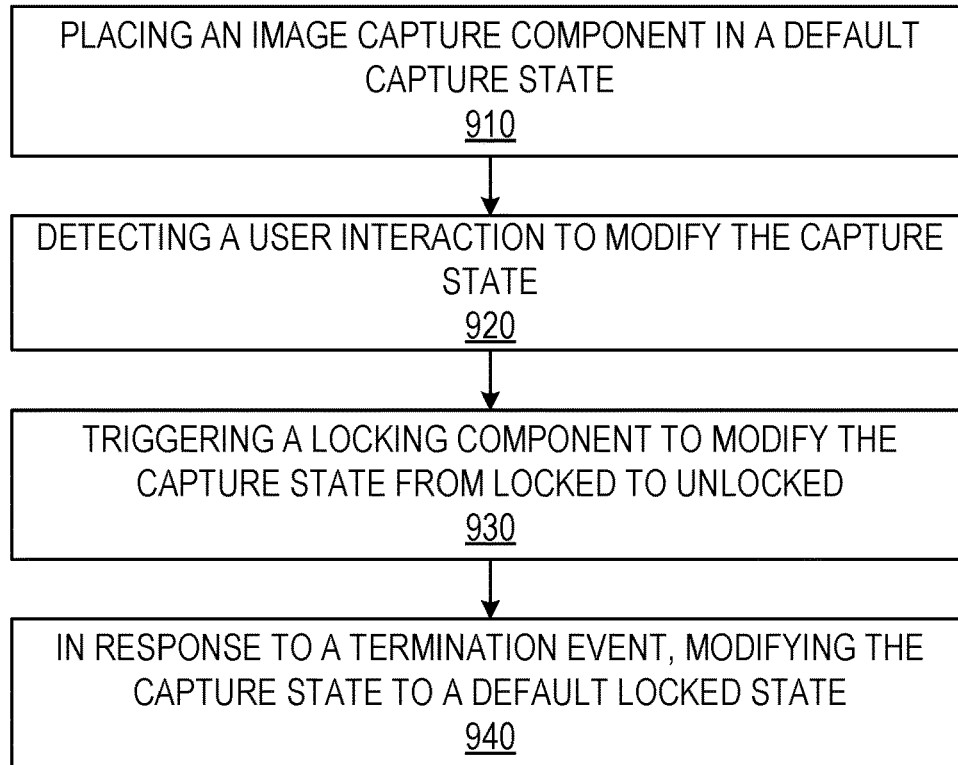 PLACING AN IMAGE CAPTURE COMPONENT IN A DEFAULT
CAPTURE STATE
910
DETECTING A USER INTERACTION TO MODIFY THE CAPTURE
STATE
920
TRIGGERING A LOCKING COMPONENT TO MODIFY THE
CAPTURE STATE FROM LOCKED TO UNLOCKED
930
IN RESPONSE TO A TERMINATION EVENT, MODIFYING THE
CAPTURE STATE TO A DEFAULT LOCKED STATE
940